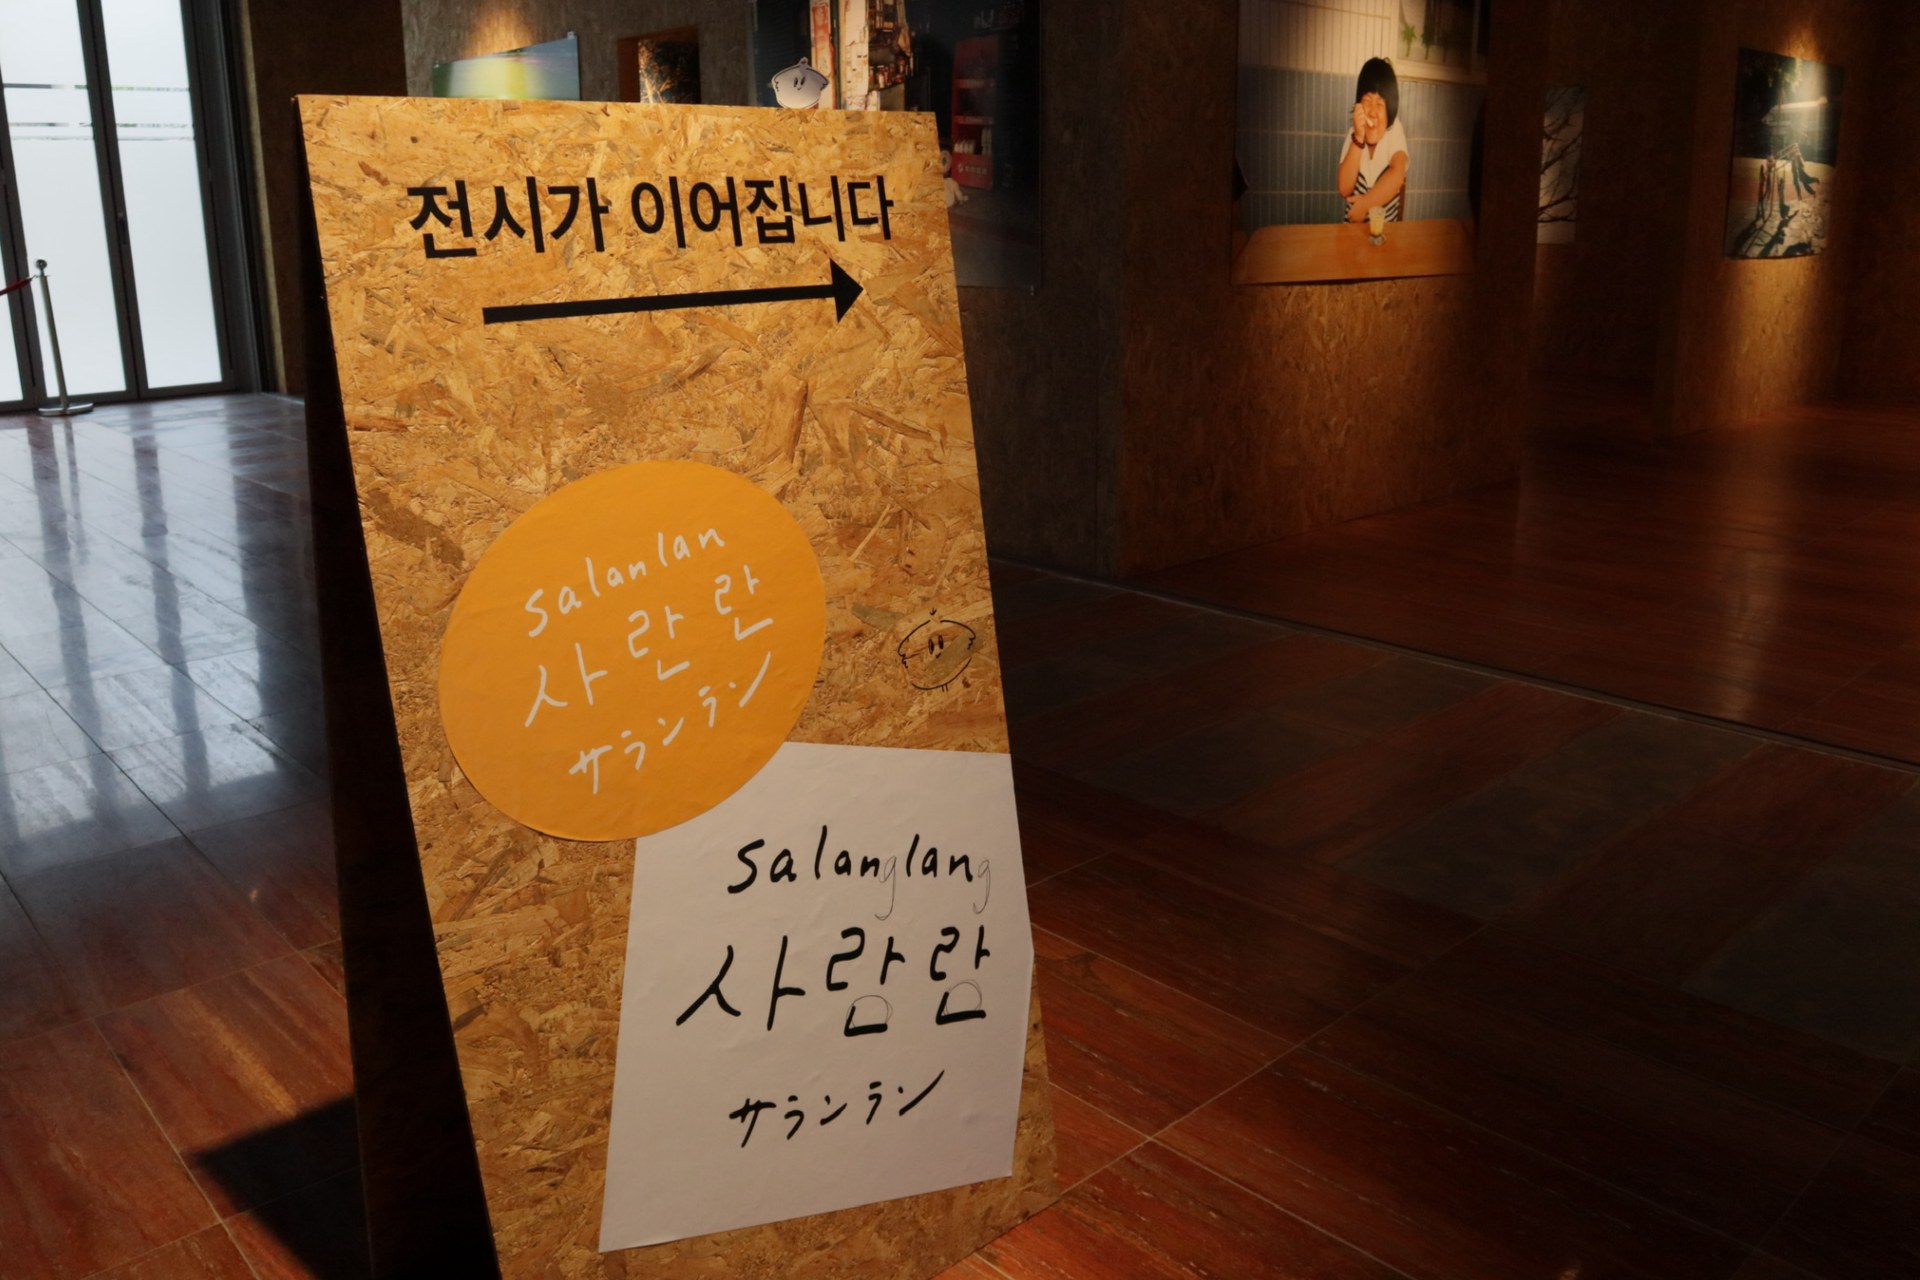 전시가 이어집니다
salanlan
사란란
サランラン
salanglang
사랑랑
サランラン